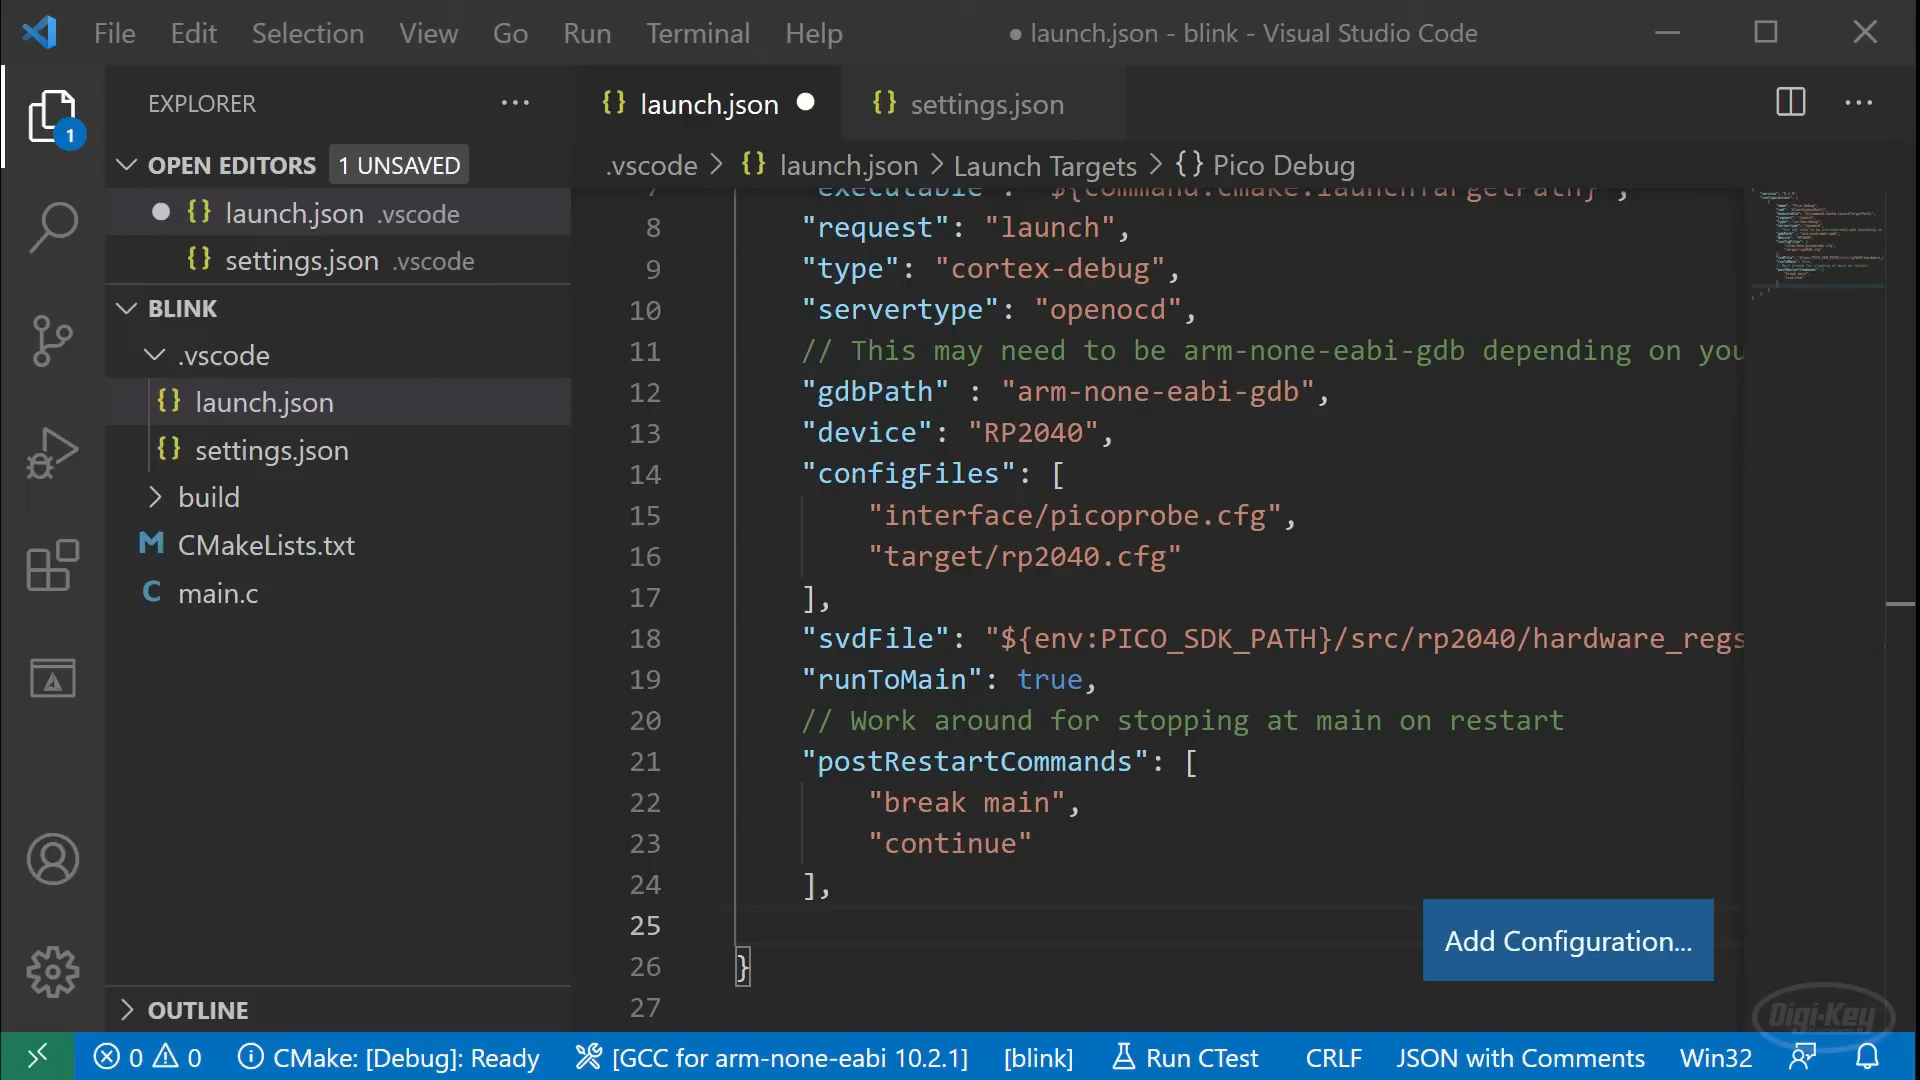 File Edit Selection View Go Run Terminal Help
● launch.json - blink - Visual Studio Code
EXPLORER
1
OPEN EDITORS 1 UNSAVED
{} launch.json .vscode
{} settings.json .vscode
BLINK
.vscode
{} launch.json
{} settings.json
build
M CMakeLists.txt
C main.c
OUTLINE
{} launch.json
{} settings.json
.vscode > {} launch.json > Launch Targets > {} Pico Debug
"executable": "${command:cmake.launchTargetPath}",
8 "request": "launch",
9 "type": "cortex-debug",
10 "servertype": "openocd",
11 // This may need to be arm-none-eabi-gdb depending on you
12 "gdbPath" : "arm-none-eabi-gdb",
13 "device": "RP2040",
14 "configFiles": [
15 "interface/picoprobe.cfg",
16 "target/rp2040.cfg"
17 ],
18 "svdFile": "${env:PICO_SDK_PATH}/src/rp2040/hardware_regs
19 "runToMain": true,
20 // Work around for stopping at main on restart
21 "postRestartCommands": [
22 "break main",
23 "continue"
24 ],
25
26 }
27
Add Configuration...
Digi-Key
0 0 CMake: [Debug]: Ready [GCC for arm-none-eabi 10.2.1] [blink] Run CTest CRLF JSON with Comments Win32